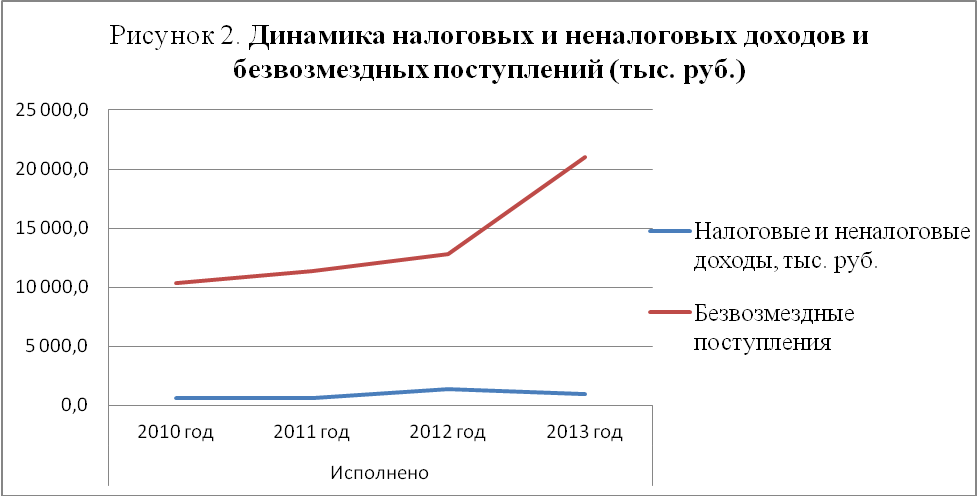 Рисунок 2. Динамика налоговых и неналоговых доходов и
безвозмездных поступлений (тыс. руб.)
25 000,0
20 000,0
15 000,0
10 000,0
5 000,0
0,0
2010 год 2011 год 2012 год 2013 год
Исполнено
Налоговые и неналоговые
доходы, тыс. руб.
Безвозмездные
поступления